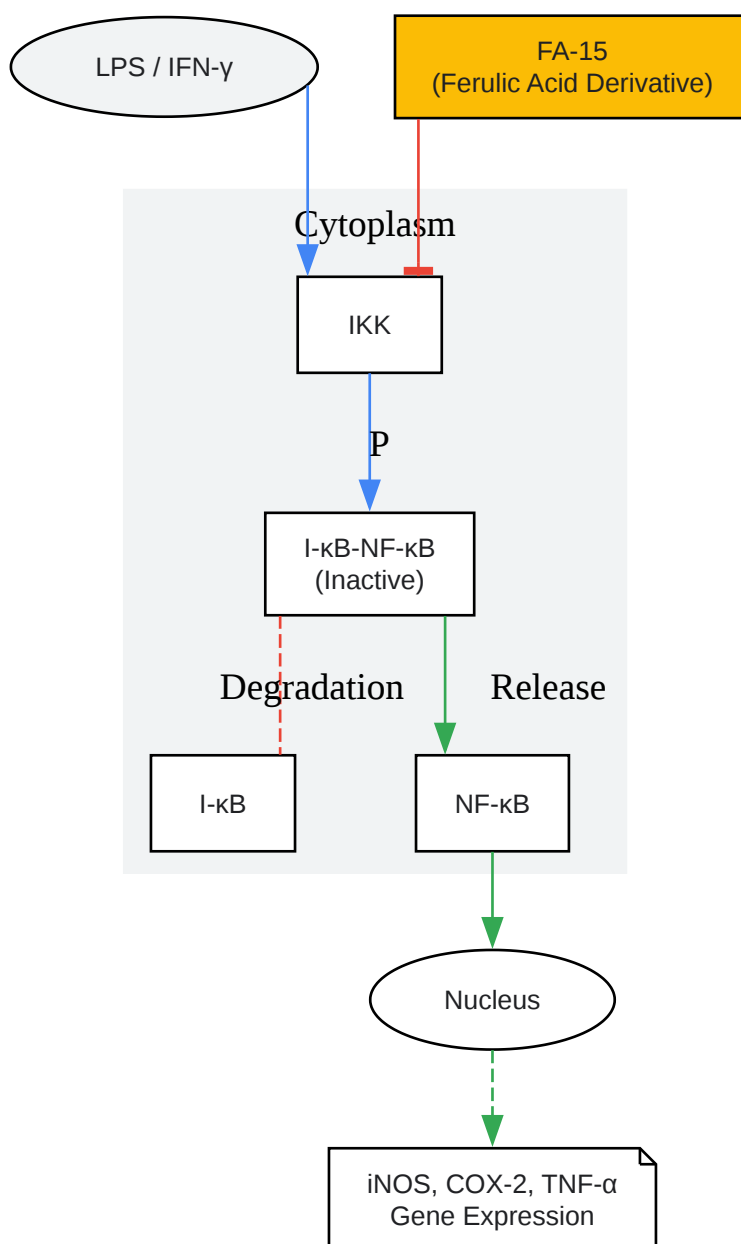 LPS / IFN-γ
FA-15
(Ferulic Acid Derivative)
Cytoplasm
IKK
P
I-κB-NF-κB
(Inactive)
Degradation
Release
I-κB
NF-κB
Nucleus
iNOS, COX-2, TNF-α
Gene Expression